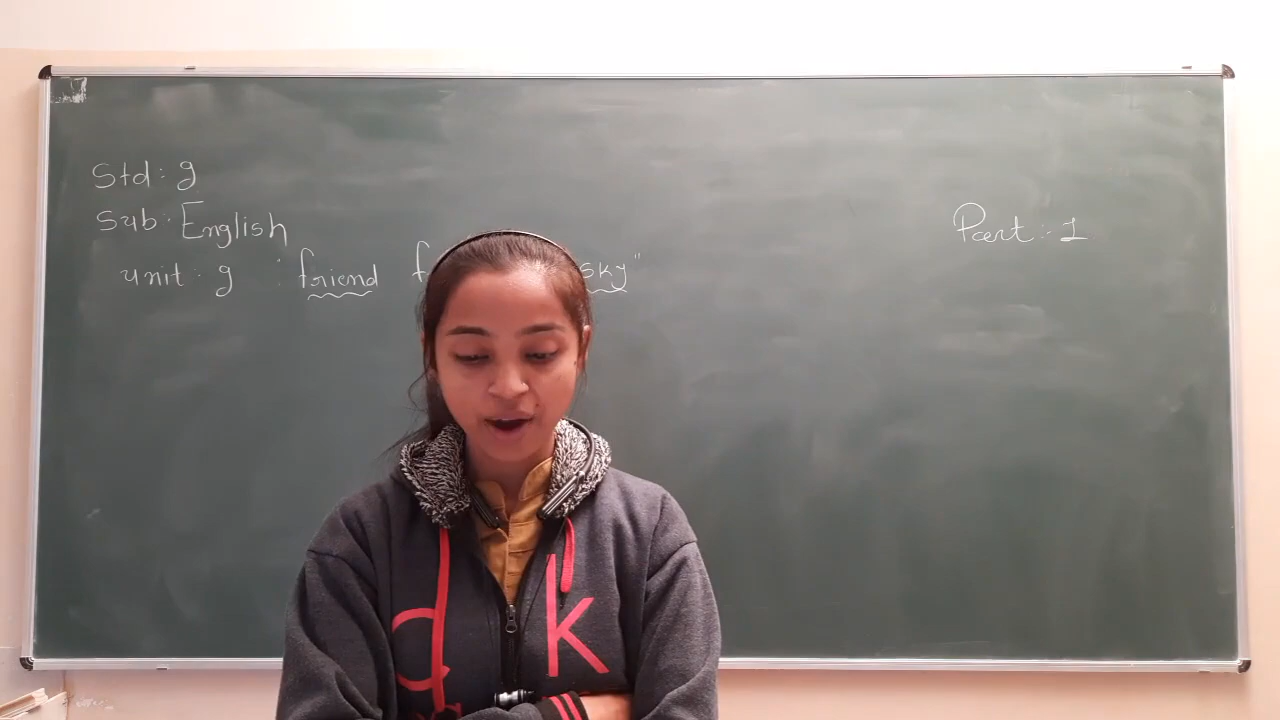 Std: 9
Sub: English
Part:- 1
unit: 9 : friend sky"
C K